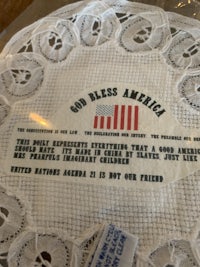 GOD BLESS AMERICA
THE CONSTITUTION IS OUR LAW THE DECLARATION OUR INTENT THE PREAMBLE OUR
THIS DOILY REPRESENTS EVERYTHING THAT A GOOD AMERICA
SHOULD HATE ITS MADE IN CHINA BY SLAVES JUST LIKE
MRS IMAGINARY CHILDREN
UNITED NATIONS AGENDA 21 IS NOT OUR FRIEND